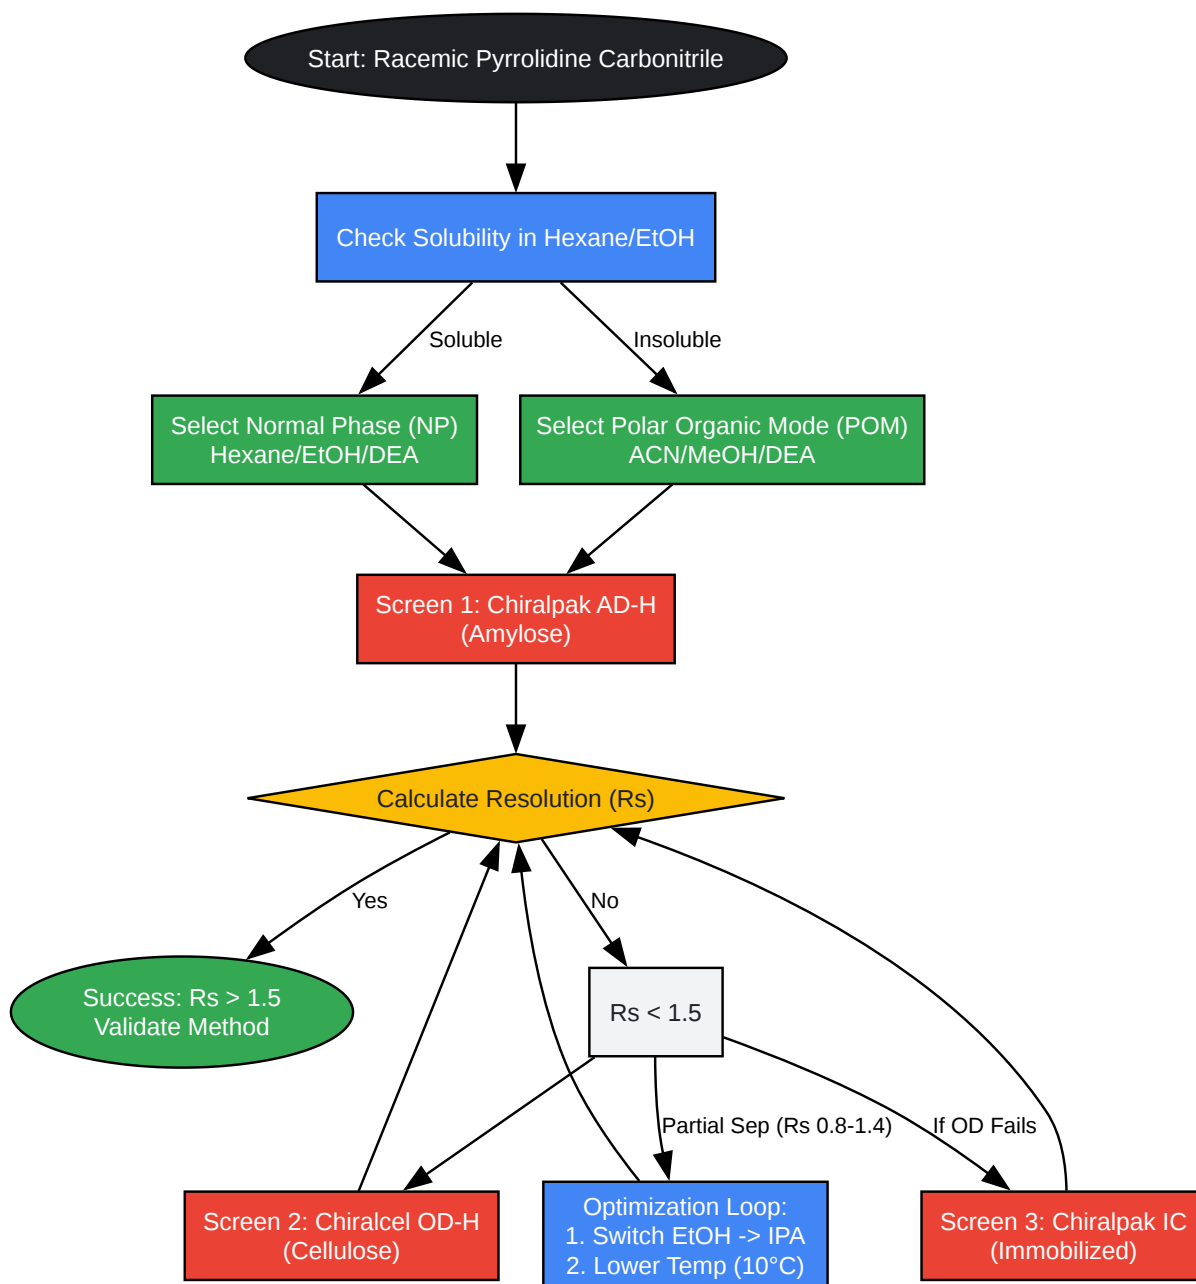 Start: Racemic Pyrrolidine Carbonitrile
Check Solubility in Hexane/EtOH
Soluble
Insoluble
Select Normal Phase (NP)
Hexane/EtOH/DEA
Select Polar Organic Mode (POM)
ACN/MeOH/DEA
Screen 1: Chiralpak AD-H
(Amylose)
Calculate Resolution (Rs)
Yes
No
Success: Rs > 1.5
Validate Method
Rs < 1.5
Partial Sep (Rs 0.8-1.4)
If OD Fails
Screen 2: Chiralcel OD-H
(Cellulose)
Optimization Loop:
1. Switch EtOH -> IPA
2. Lower Temp (10°C)
Screen 3: Chiralpak IC
(Immobilized)